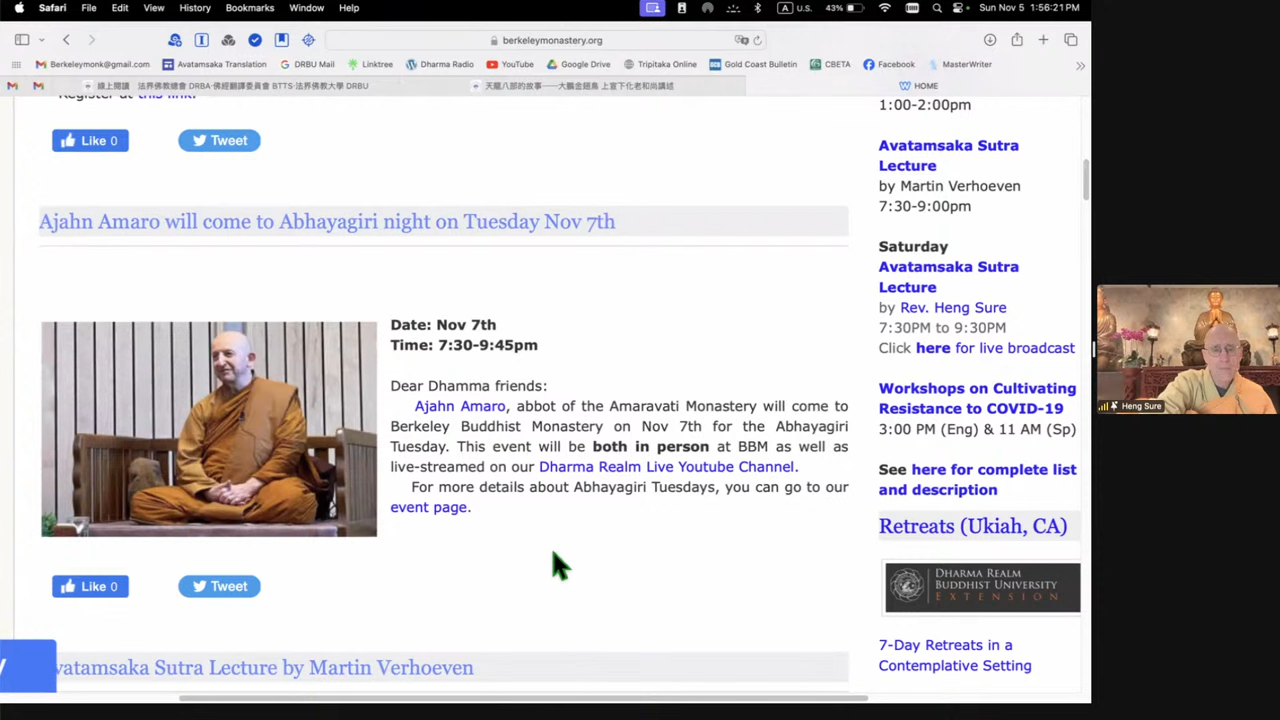 Safari File Edit View History Bookmarks Window Help
A U.S. 43% Sun Nov 5 1:56:21 PM
berkeleymonastery.org
Berkeleymonk@gmail.com Avatamsaka Translation DRBU Mail Linktree Dharma Radio YouTube Google Drive Tripitaka Online Gold Coast Bulletin CBETA Facebook MasterWriter
線上閱讀 法界佛教總會 DRBA‧佛經翻譯委員會 BTTS‧法界佛教大學 DRBU
天龍八部的故事——大鵬金翅鳥 上宣下化老和尚講述
HOME
Register at this link.
Like 0
Tweet
Ajahn Amaro will come to Abhayagiri night on Tuesday Nov 7th
Date: Nov 7th
Time: 7:30-9:45pm
Dear Dhamma friends:
Ajahn Amaro, abbot of the Amaravati Monastery will come to
Berkeley Buddhist Monastery on Nov 7th for the Abhayagiri
Tuesday. This event will be both in person at BBM as well as
live-streamed on our Dharma Realm Live Youtube Channel.
For more details about Abhayagiri Tuesdays, you can go to our
event page.
Like 0
Tweet
vatamsaka Sutra Lecture by Martin Verhoeven
1:00-2:00pm
Avatamsaka Sutra
Lecture
by Martin Verhoeven
7:30-9:00pm
Saturday
Avatamsaka Sutra
Lecture
by Rev. Heng Sure
7:30PM to 9:30PM
Click here for live broadcast
Workshops on Cultivating
Resistance to COVID-19
3:00 PM (Eng) & 11 AM (Sp)
See here for complete list
and description
Retreats (Ukiah, CA)
DHARMA REALM
BUDDHIST UNIVERSITY
EXTENSION
7-Day Retreats in a
Contemplative Setting
Heng Sure